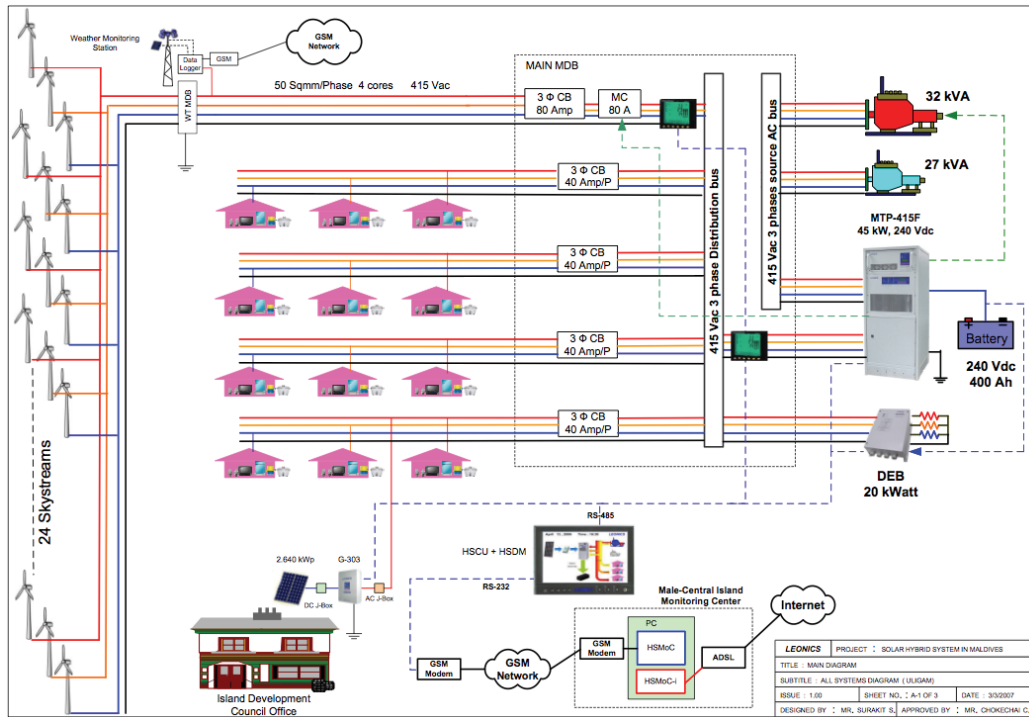 Weather Monitoring
Station
Data
Logger
GSM
GSM
Network
WT MDB
50 Sqmm/Phase 4 cores 415 Vac
MAIN MDB
3 Φ CB
80 Amp
MC
80 A
3 Φ CB
40 Amp/P
3 Φ CB
40 Amp/P
3 Φ CB
40 Amp/P
3 Φ CB
40 Amp/P
415 Vac 3 phase Distribution bus
415 Vac 3 phases source AC bus
32 kVA
27 kVA
MTP-415F
45 kW, 240 Vdc
+ −
Battery
240 Vdc
400 Ah
DEB
20 kWatt
24 Skystreams
2.640 kWp
G-303
DC J-Box
AC J-Box
Island Development
Council Office
RS-485
HSCU + HSDM
LEONICS
RS-232
GSM
Modem
GSM
Network
GSM
Modem
Male-Central Island
Monitoring Center
PC
HSMoC
HSMoC-i
ADSL
Internet
LEONICS PROJECT : SOLAR HYBRID SYSTEM IN MALDIVES
TITLE : MAIN DIAGRAM
SUBTITLE : ALL SYSTEMS DIAGRAM ( ULIGAM)
ISSUE : 1.00 SHEET NO. : A-1 OF 3 DATE : 3/3/2007
DESIGNED BY : MR. SURAKIT S. APPROVED BY : MR. CHOKECHAI C.